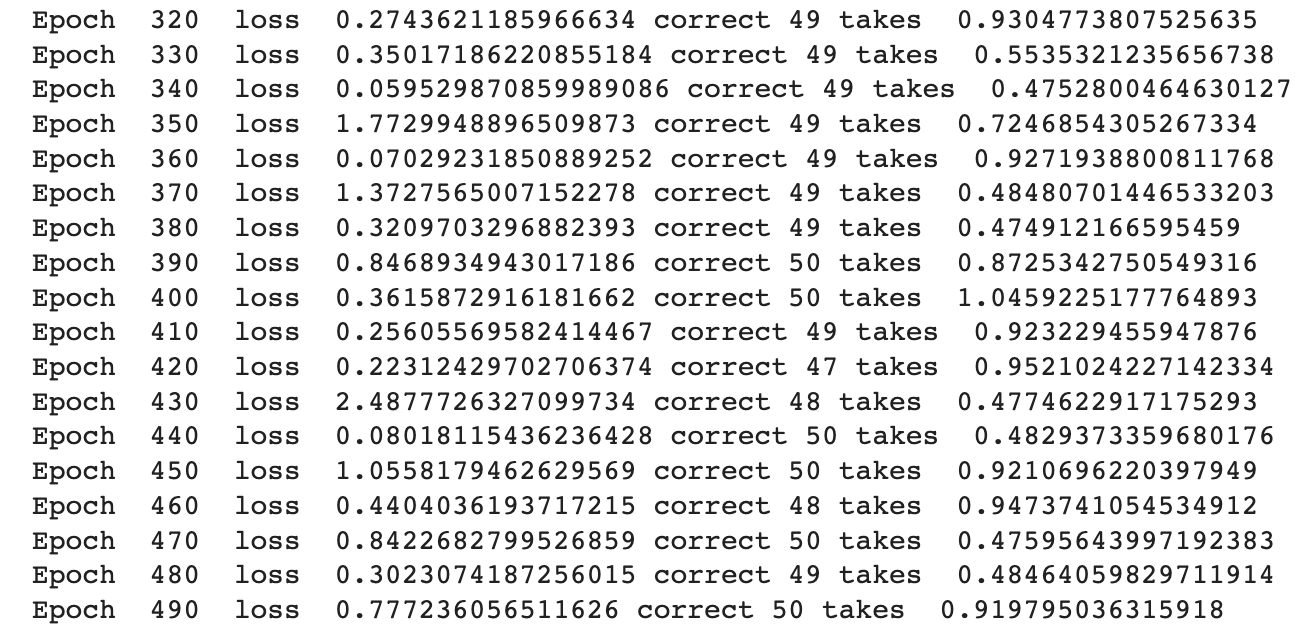 Epoch 320 loss 0.2743621185966634 correct 49 takes 0.9304773807525635
Epoch 330 loss 0.35017186220855184 correct 49 takes 0.5535321235656738
Epoch 340 loss 0.059529870859989086 correct 49 takes 0.4752800464630127
Epoch 350 loss 1.7729948896509873 correct 49 takes 0.7246854305267334
Epoch 360 loss 0.07029231850889252 correct 49 takes 0.9271938800811768
Epoch 370 loss 1.3727565007152278 correct 49 takes 0.48480701446533203
Epoch 380 loss 0.3209703296882393 correct 49 takes 0.474912166595459
Epoch 390 loss 0.8468934943017186 correct 50 takes 0.8725342750549316
Epoch 400 loss 0.3615872916181662 correct 50 takes 1.0459225177764893
Epoch 410 loss 0.25605569582414467 correct 49 takes 0.923229455947876
Epoch 420 loss 0.22312429702706374 correct 47 takes 0.9521024227142334
Epoch 430 loss 2.4877726327099734 correct 48 takes 0.4774622917175293
Epoch 440 loss 0.08018115436236428 correct 50 takes 0.4829373359680176
Epoch 450 loss 1.0558179462629569 correct 50 takes 0.9210696220397949
Epoch 460 loss 0.4404036193717215 correct 48 takes 0.9473741054534912
Epoch 470 loss 0.8422682799526859 correct 50 takes 0.47595643997192383
Epoch 480 loss 0.3023074187256015 correct 49 takes 0.48464059829711914
Epoch 490 loss 0.777236056511626 correct 50 takes 0.919795036315918